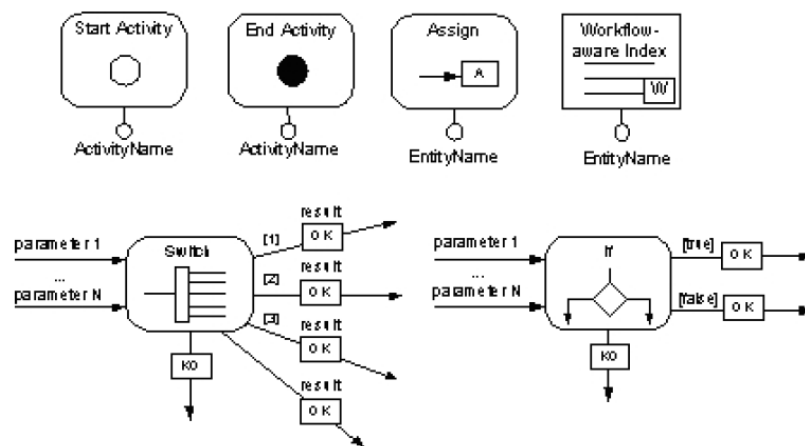 Start Activity
End Activity
Assign
Workflow-
aware Index
A
W
ActivityName
ActivityName
EntityName
EntityName
parameter 1
...
parameter N
Switch
[1]
result
OK
[2]
result
OK
[3]
result
OK
result
OK
KO
parameter 1
...
parameter N
If
[true]
OK
[false]
OK
KO